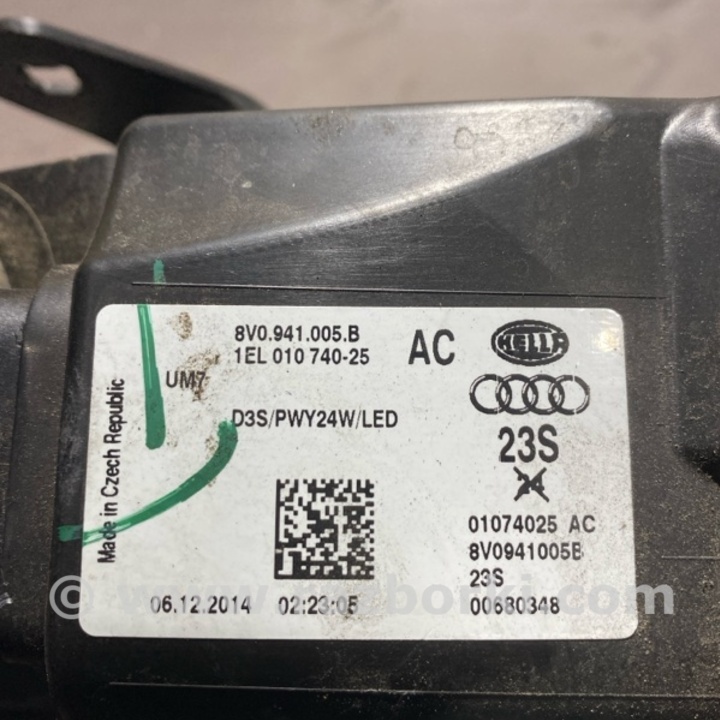 8V0.941.005.B
1EL 010 740-25
AC
HELLA
UM7
D3S/PWY24W/LED
23S
Made in Czech Republic
01074025 AC
8V0941005B
23S
00680348
06.12.2014 02:23:05